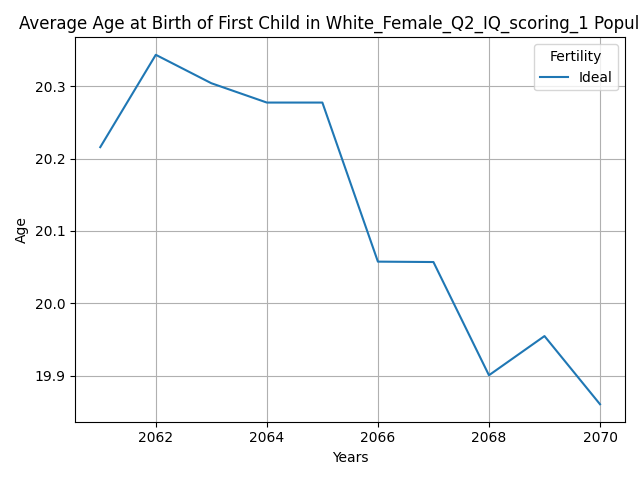 Average Age at Birth of First Child in White_Female_Q2_IQ_scoring_1 Popul
Fertility
Ideal
20.3
20.2
20.1
20.0
19.9
Age
2062 2064 2066 2068 2070
Years